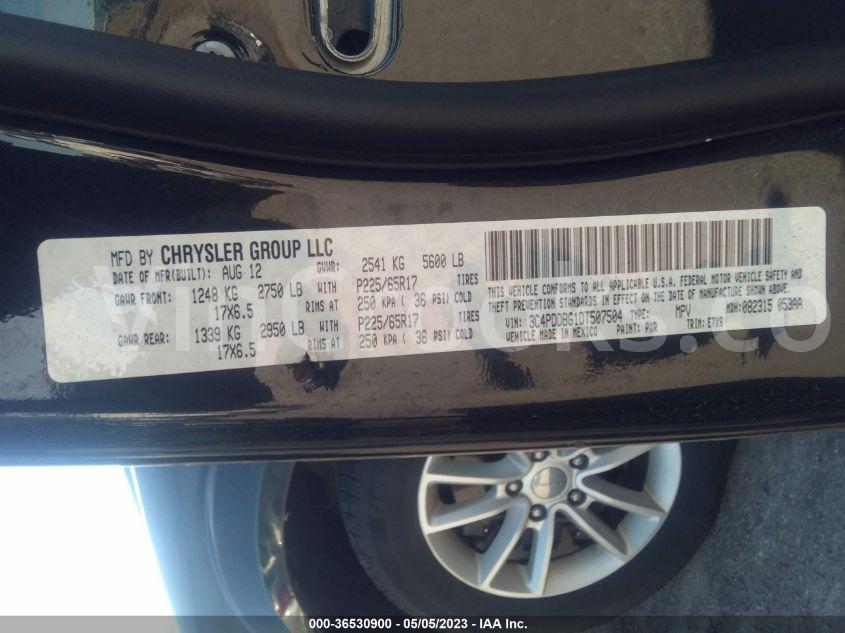 MFD BY CHRYSLER GROUP LLC
DATE OF MFR(BUILT): AUG 12 GVWR: 2541 KG 5600 LB
GAWR FRONT: 1248 KG 2750 LB WITH P225/65R17 TIRES
17X6.5 RIMS AT 250 KPA ( 36 PSI) COLD
GAWR REAR: 1339 KG 2950 LB WITH P225/65R17 TIRES
17X6.5 RIMS AT 250 KPA ( 36 PSI) COLD
THIS VEHICLE CONFORMS TO ALL APPLICABLE U.S.A. FEDERAL MOTOR VEHICLE SAFETY AND
THEFT PREVENTION STANDARDS IN EFFECT ON THE DATE OF MANUFACTURE SHOWN ABOVE.
VIN: 3C4PDDBG1DT507504 TYPE: MPV MDH: 082315 053AA
VEHICLE MADE IN MEXICO PAINT: PXR TRIM: E7X9
VinCmocks.com
000-36530900 - 05/05/2023 - IAA Inc.